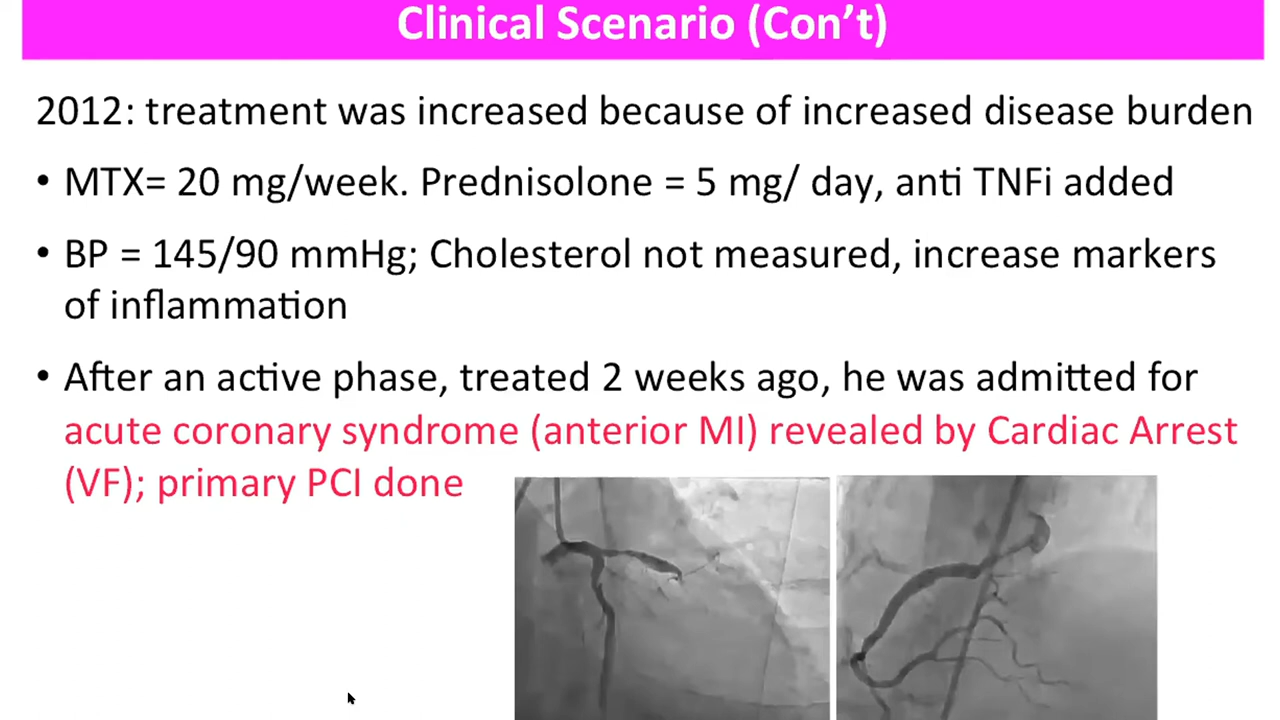 Clinical Scenario (Con’t)
2012: treatment was increased because of increased disease burden
• MTX= 20 mg/week. Prednisolone = 5 mg/ day, anti TNFi added
• BP = 145/90 mmHg; Cholesterol not measured, increase markers
of inflammation
• After an active phase, treated 2 weeks ago, he was admitted for
acute coronary syndrome (anterior MI) revealed by Cardiac Arrest
(VF); primary PCI done